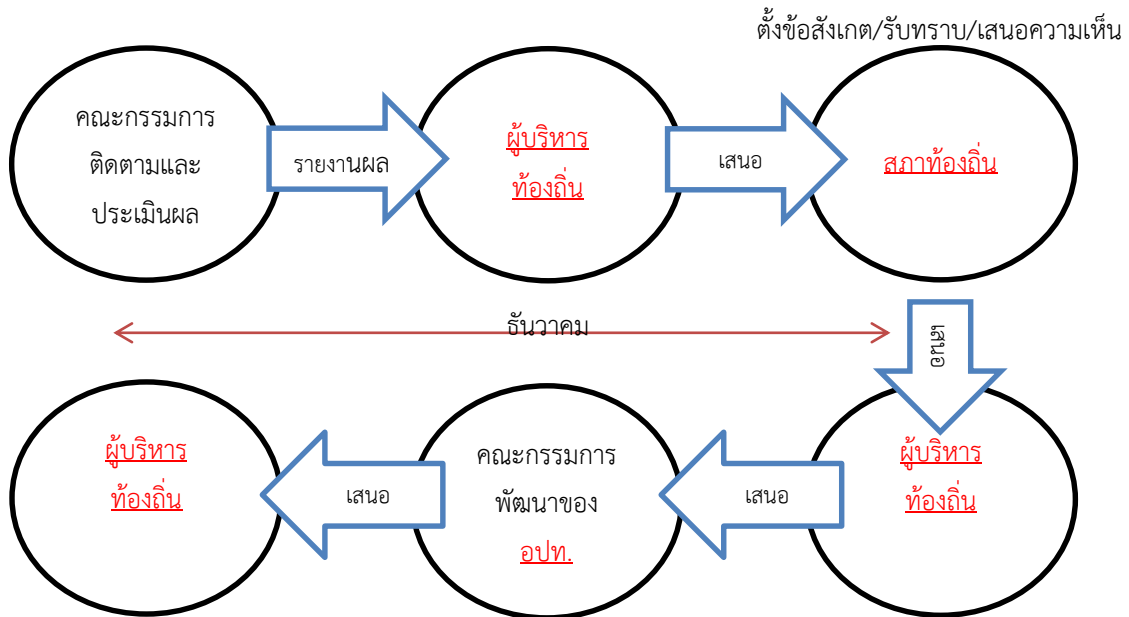 ตั้งข้อสังเกต/รับทราบ/เสนอความเห็น
คณะกรรมการ
ติดตามและ
ประเมินผล
รายงานผล
ผู้บริหาร
ท้องถิ่น
เสนอ
สภาท้องถิ่น
ธันวาคม
เสนอ
ผู้บริหาร
ท้องถิ่น
เสนอ
คณะกรรมการ
พัฒนาของ
อปท.
เสนอ
ผู้บริหาร
ท้องถิ่น